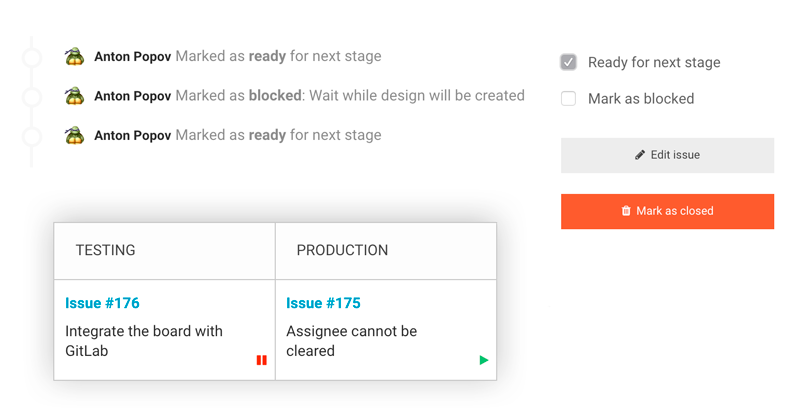 Anton Popov Marked as ready for next stage
Anton Popov Marked as blocked: Wait while design will be created
Anton Popov Marked as ready for next stage
Ready for next stage
Mark as blocked
Edit issue
Mark as closed
TESTING
PRODUCTION
Issue #176
Integrate the board with
GitLab
Issue #175
Assignee cannot be
cleared